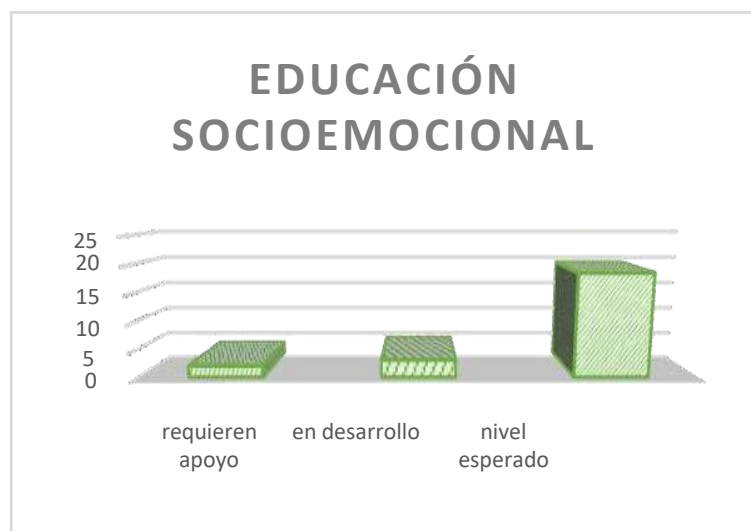 EDUCACIÓN
SOCIOEMOCIONAL
25
20
15
10
5
0
requieren apoyo
en desarrollo
nivel esperado